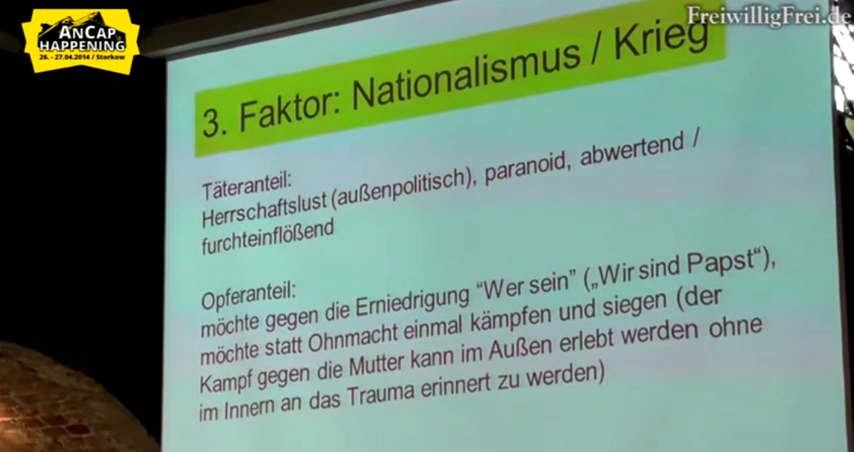 AnCap
Happening
26. - 27.04.2014 / Storkow
FreiwilligFrei.de
3. Faktor: Nationalismus / Krieg
Täteranteil:
Herrschaftslust (außenpolitisch), paranoid, abwertend /
furchteinflößend
Opferanteil:
möchte gegen die Erniedrigung “Wer sein” („Wir sind Papst“),
möchte statt Ohnmacht einmal kämpfen und siegen (der
Kampf gegen die Mutter kann im Außen erlebt werden ohne
im Innern an das Trauma erinnert zu werden)